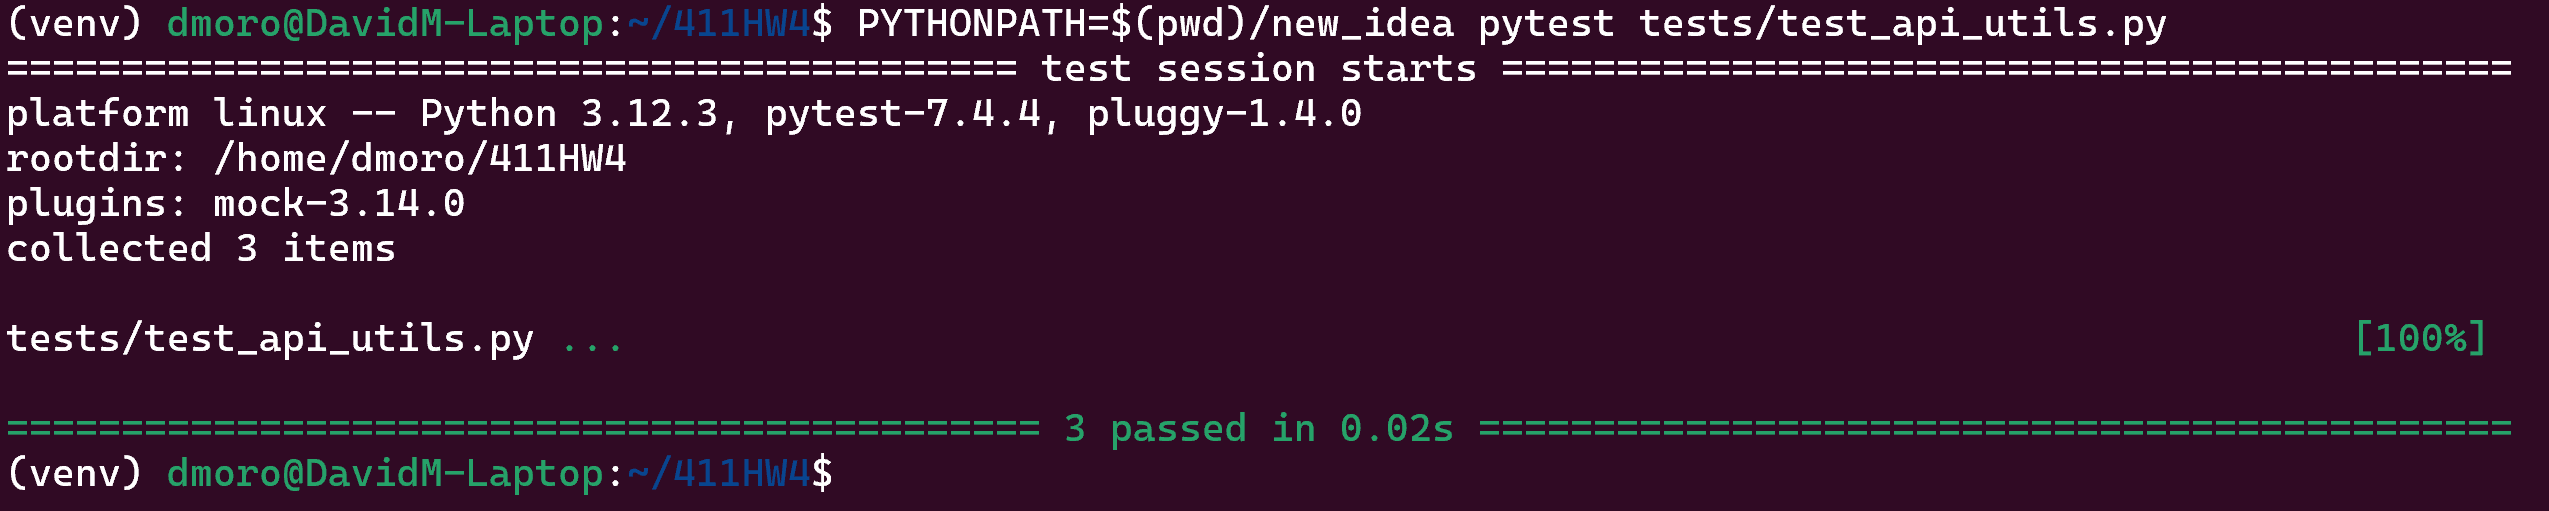 (venv) dmoro@DavidM-Laptop:~/411HW4$ PYTHONPATH=$(pwd)/new_idea pytest tests/test_api_utils.py
============================================ test session starts ============================================
platform linux -- Python 3.12.3, pytest-7.4.4, pluggy-1.4.0
rootdir: /home/dmoro/411HW4
plugins: mock-3.14.0
collected 3 items
tests/test_api_utils.py ... [100%]
============================================= 3 passed in 0.02s =============================================
(venv) dmoro@DavidM-Laptop:~/411HW4$